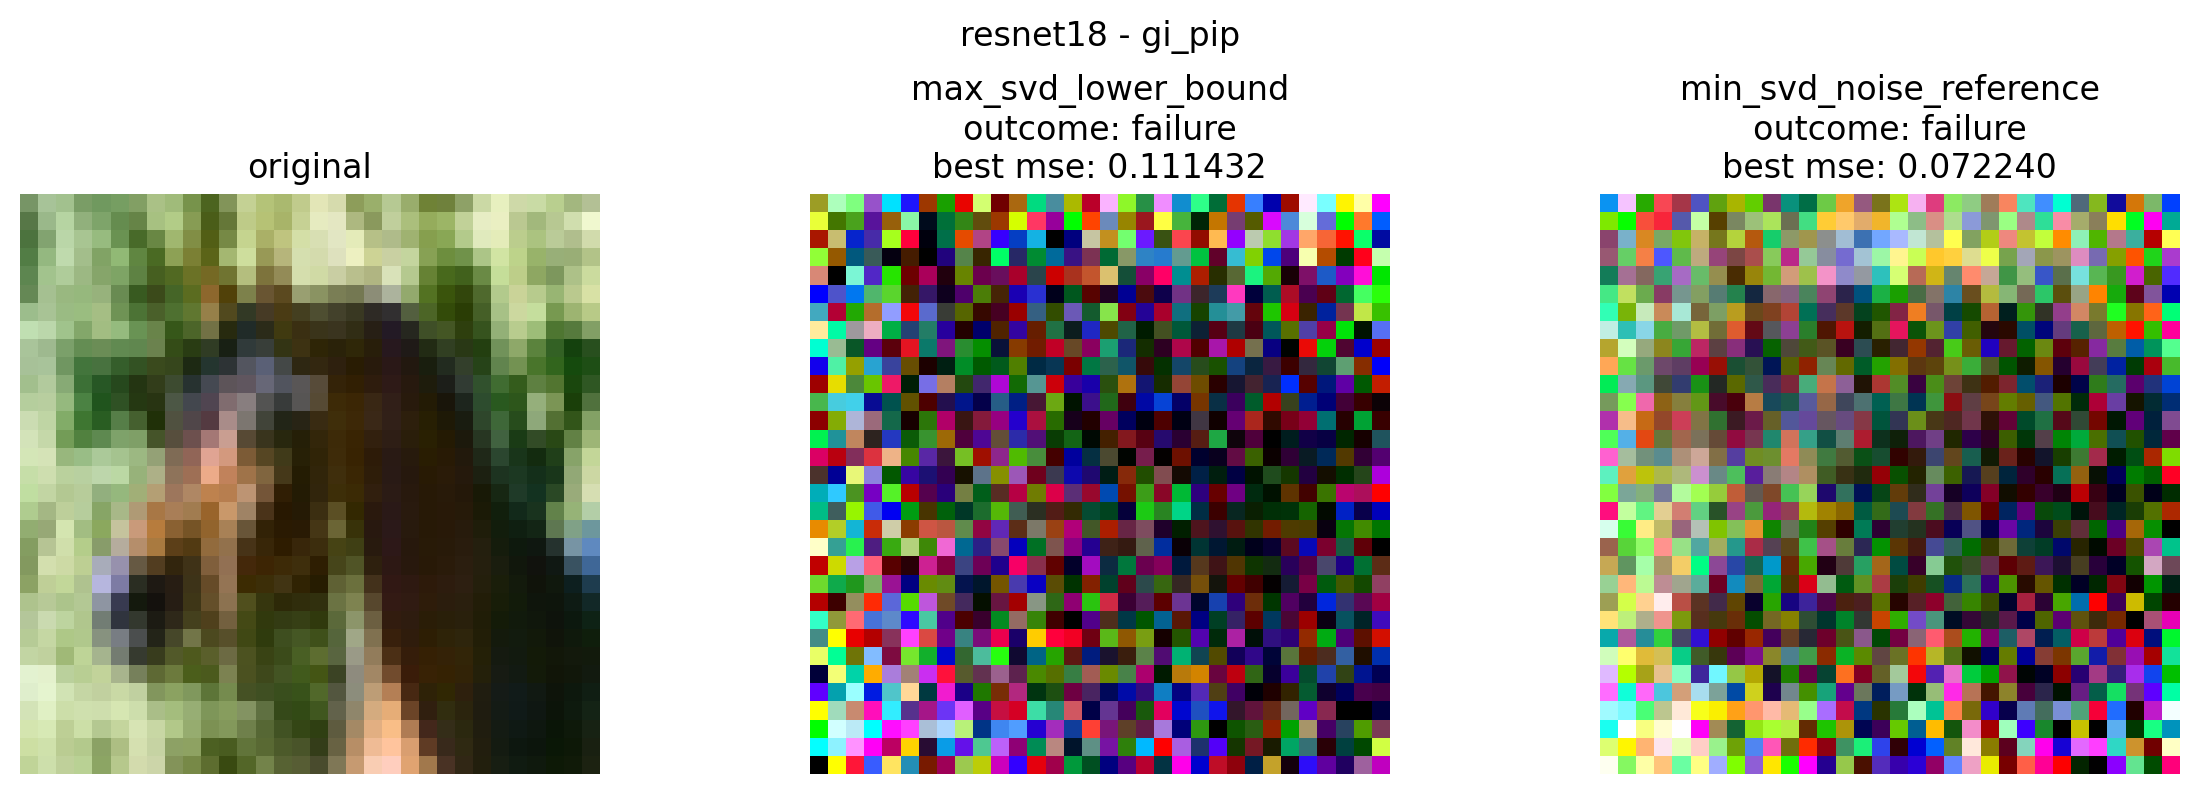 resnet18 - gi_pip
original
max_svd_lower_bound
outcome: failure
best mse: 0.111432
min_svd_noise_reference
outcome: failure
best mse: 0.072240